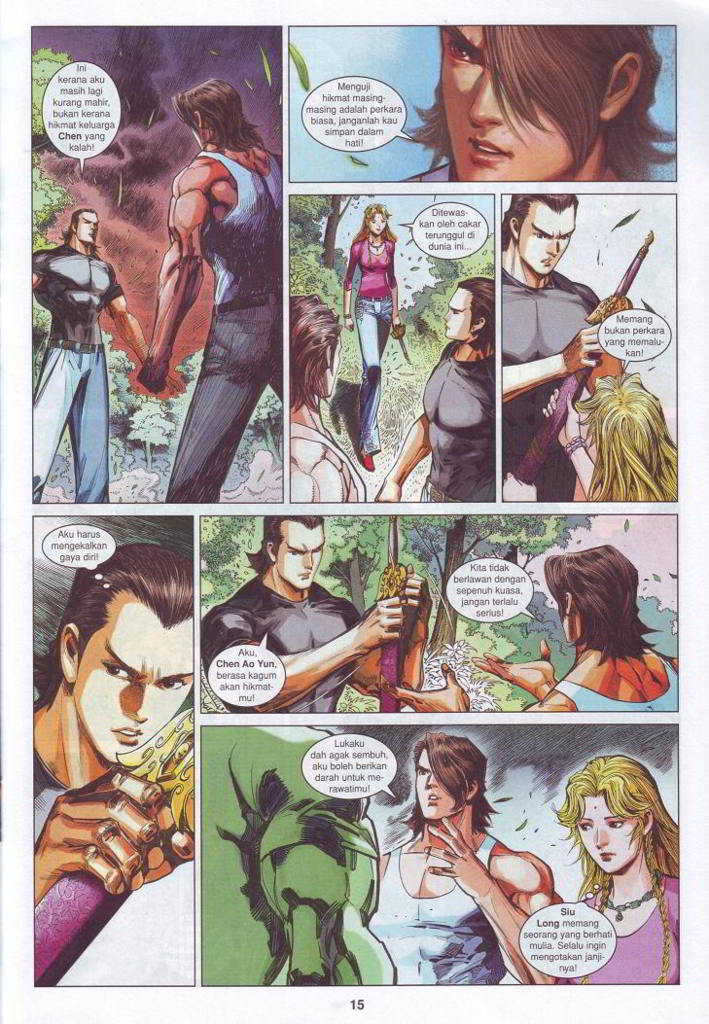 Ini
kerana aku
masih lagi
kurang mahir,
bukan kerana
hikmat keluarga
Chen yang
kalah!
Menguji
hikmat masing-
masing adalah perkara
biasa, janganlah kau
simpan dalam
hati!
Ditewas-
kan oleh cakar
terunggul di
dunia ini...
Memang
bukan perkara
yang memalu-
kan!
Aku harus
mengekalkan
gaya diri!
Aku,
Chen Ao Yun,
berasa kagum
akan hikmat-
mu!
Kita tidak
berlawan dengan
sepenuh kuasa,
jangan terlalu
serius!
Lukaku
dah agak sembuh,
aku boleh berikan
darah untuk me-
rawatimu!
Siu
Long memang
seorang yang berhati
mulia. Selalu ingin
mengotakan janji-
nya!
15